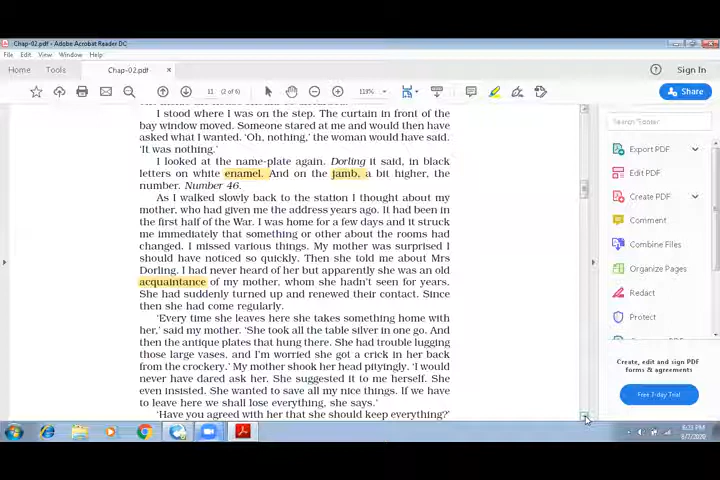 Chap-02.pdf - Adobe Acrobat Reader DC
File Edit View Window Help
Home Tools Chap-02.pdf × Sign In
11 (2 of 6) 119% Share
I stood where I was on the step. The curtain in front of the
bay window moved. Someone stared at me and would then have
asked what I wanted. 'Oh, nothing,' the woman would have said.
'It was nothing.'
I looked at the name-plate again. Dorling it said, in black
letters on white enamel. And on the jamb, a bit higher, the
number. Number 46.
As I walked slowly back to the station I thought about my
mother, who had given me the address years ago. It had been in
the first half of the War. I was home for a few days and it struck
me immediately that something or other about the rooms had
changed. I missed various things. My mother was surprised I
should have noticed so quickly. Then she told me about Mrs
Dorling. I had never heard of her but apparently she was an old
acquaintance of my mother, whom she hadn't seen for years.
She had suddenly turned up and renewed their contact. Since
then she had come regularly.
'Every time she leaves here she takes something home with
her,' said my mother. 'She took all the table silver in one go. And
then the antique plates that hung there. She had trouble lugging
those large vases, and I'm worried she got a crick in her back
from the crockery.' My mother shook her head pityingly. 'I would
never have dared ask her. She suggested it to me herself. She
even insisted. She wanted to save all my nice things. If we have
to leave here we shall lose everything, she says.'
'Have you agreed with her that she should keep everything?'
Export PDF
Edit PDF
Create PDF
Comment
Combine Files
Organize Pages
Redact
Protect
Create, edit and sign PDF
forms & agreements
Free 7-day Trial